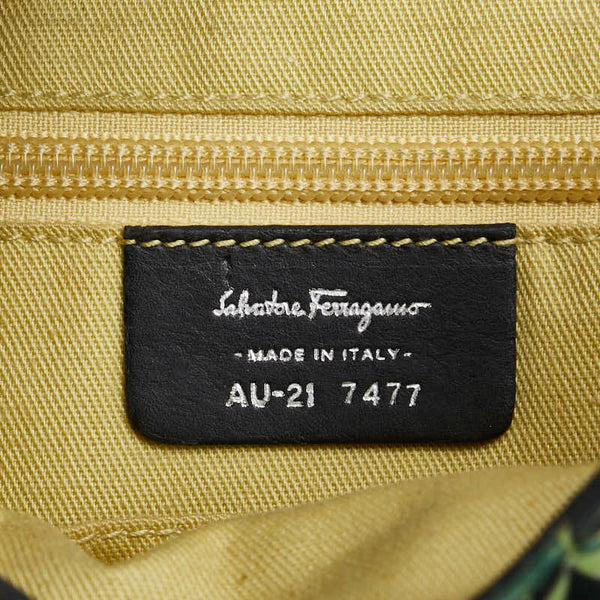 Salvatore Ferragamo
- MADE IN ITALY -
AU-21 7477